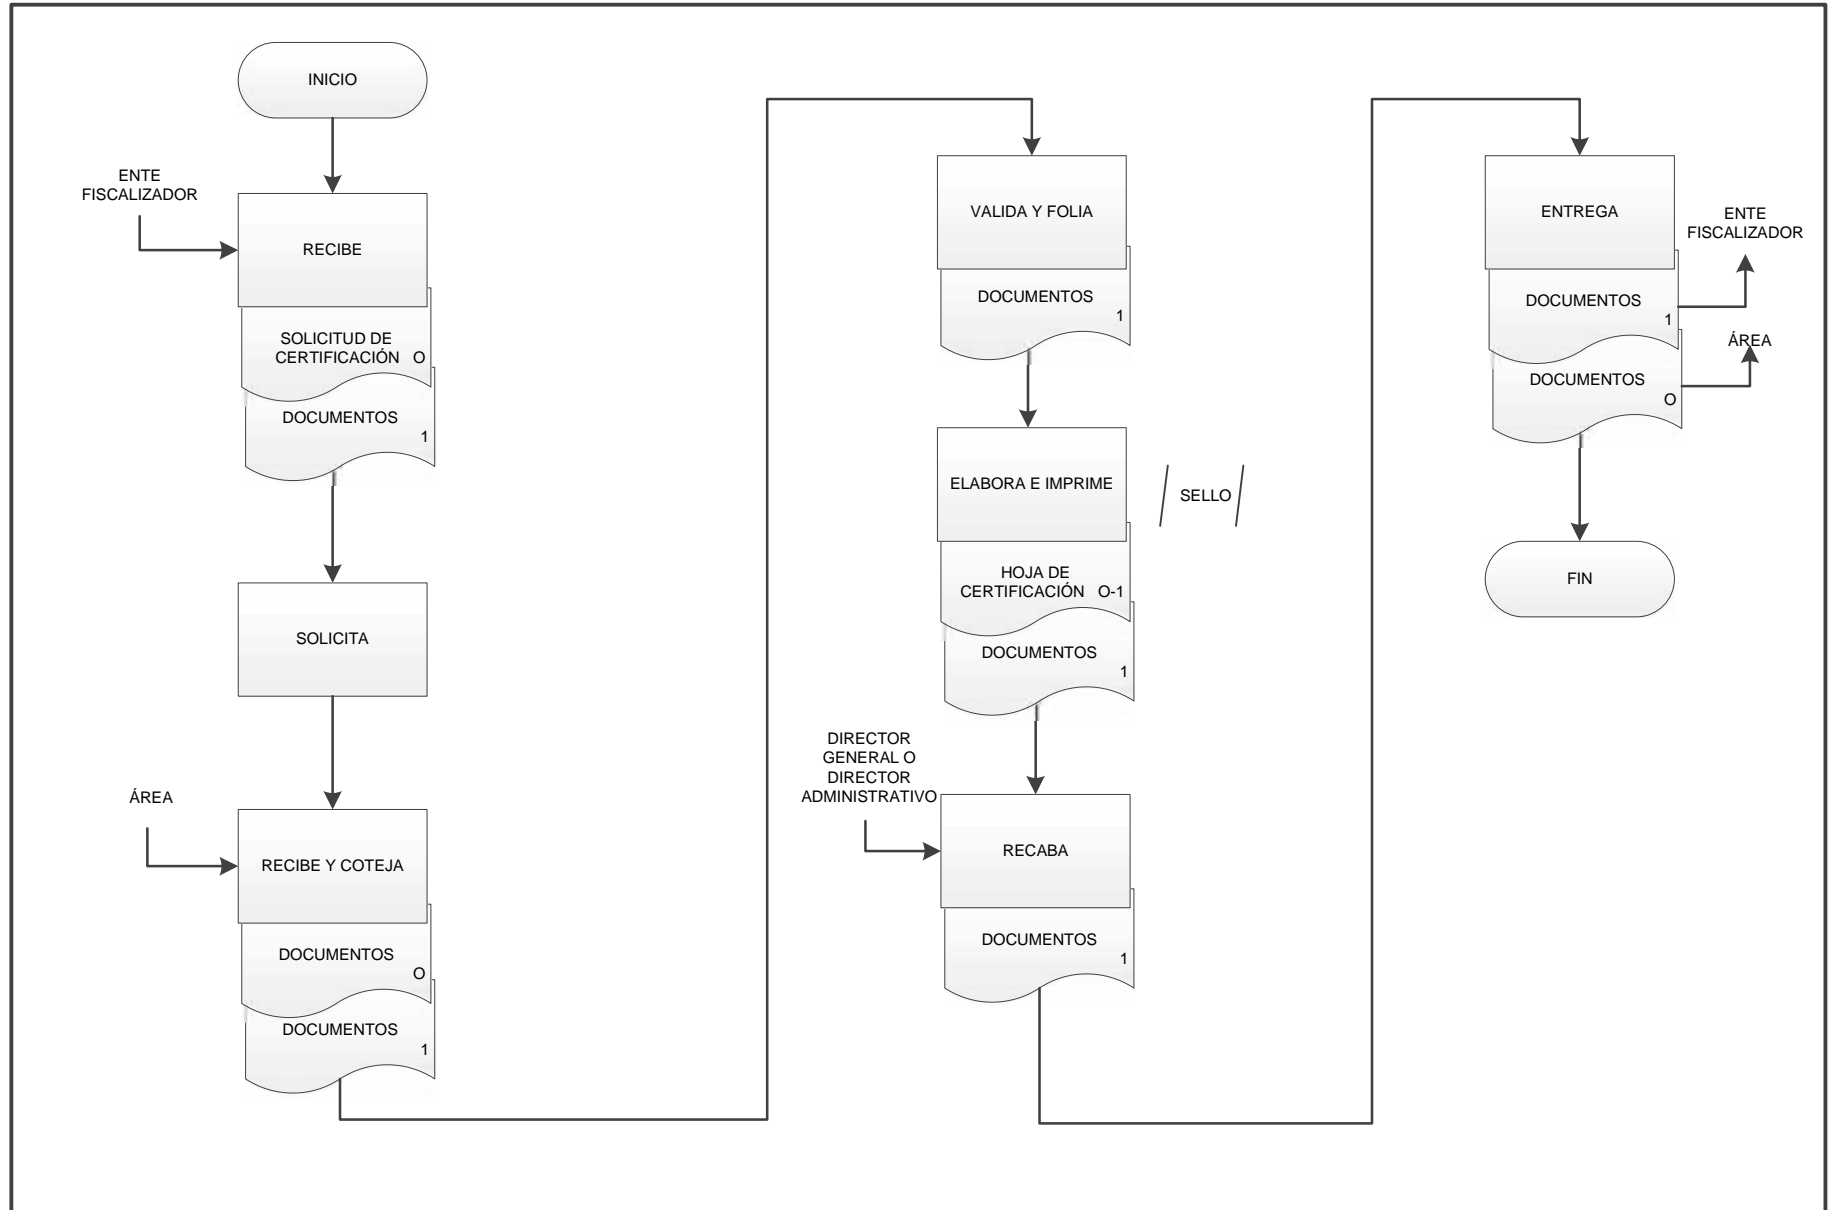 INICIO
ENTE
FISCALIZADOR
RECIBE
SOLICITUD DE
CERTIFICACIÓN O
DOCUMENTOS
1
SOLICITA
ÁREA
RECIBE Y COTEJA
DOCUMENTOS
O
DOCUMENTOS
1
VALIDA Y FOLIA
DOCUMENTOS
1
ELABORA E IMPRIME
SELLO
HOJA DE
CERTIFICACIÓN O-1
DOCUMENTOS
1
DIRECTOR
GENERAL O
DIRECTOR
ADMINISTRATIVO
RECABA
DOCUMENTOS
1
ENTREGA
ENTE
FISCALIZADOR
DOCUMENTOS
1
ÁREA
DOCUMENTOS
O
FIN